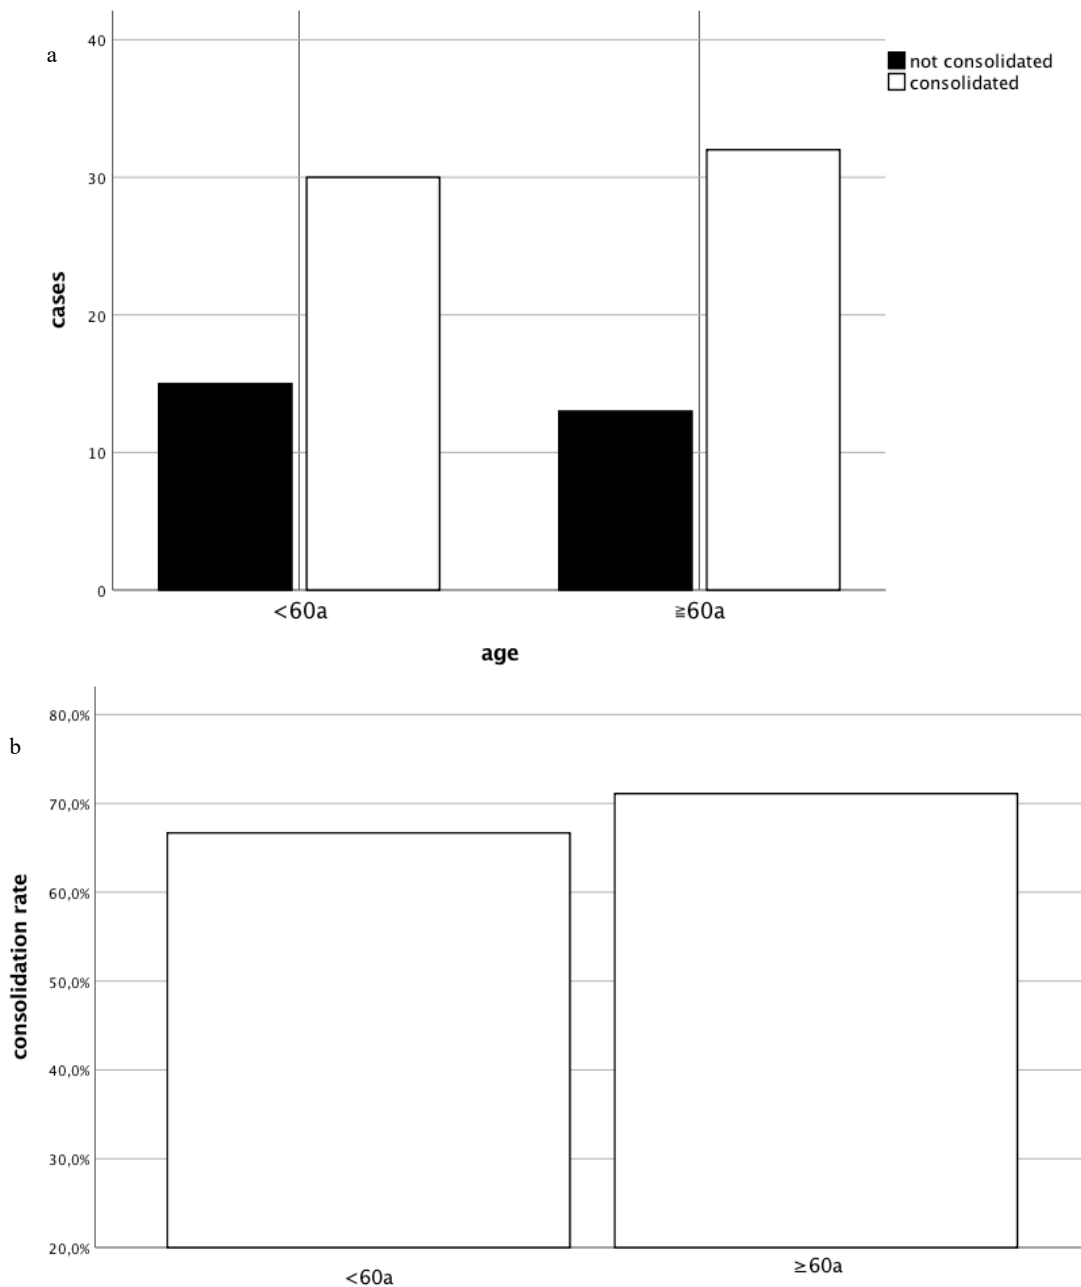 a
40
30
20
10
0
cases
not consolidated
consolidated
<60a
≧60a
age
b
80,0%
70,0%
60,0%
50,0%
40,0%
30,0%
20,0%
consolidation rate
<60a
≥60a